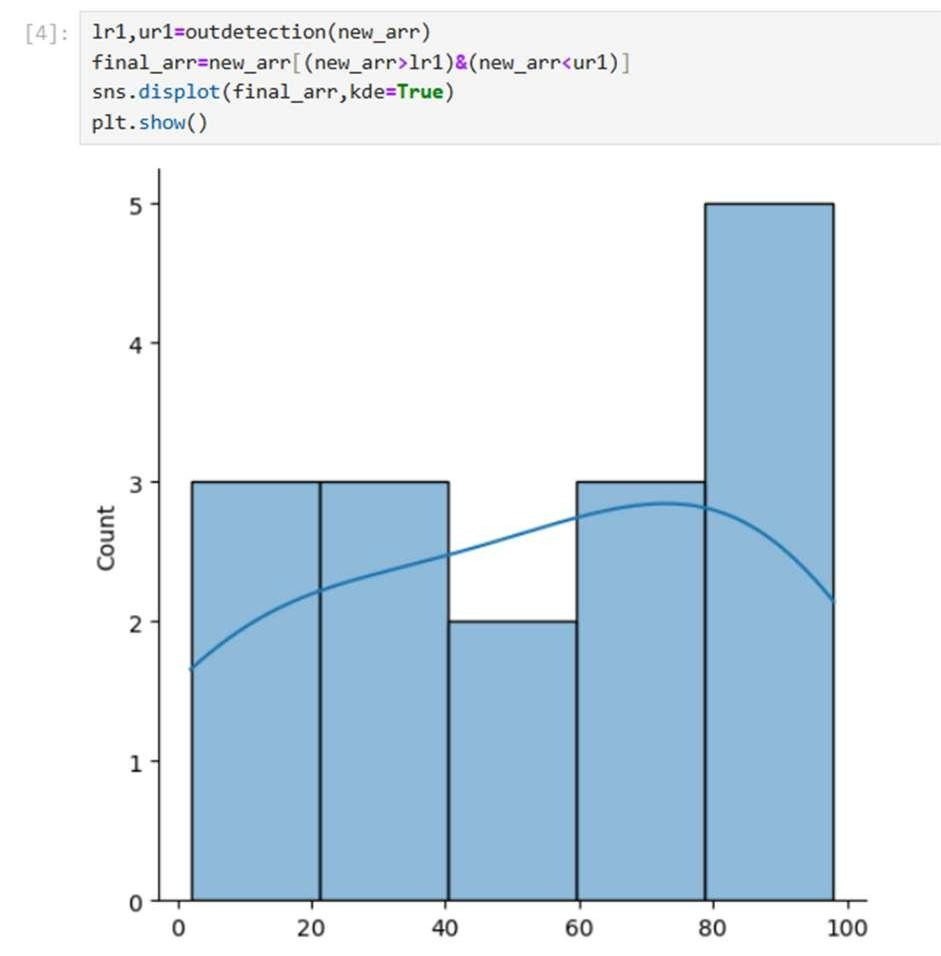 [4]: lr1,ur1=outdetection(new_arr)
final_arr=new_arr[(new_arr>lr1)&(new_arr<ur1)]
sns.displot(final_arr,kde=True)
plt.show()
5
4
3
2
1
0
Count
0 20 40 60 80 100